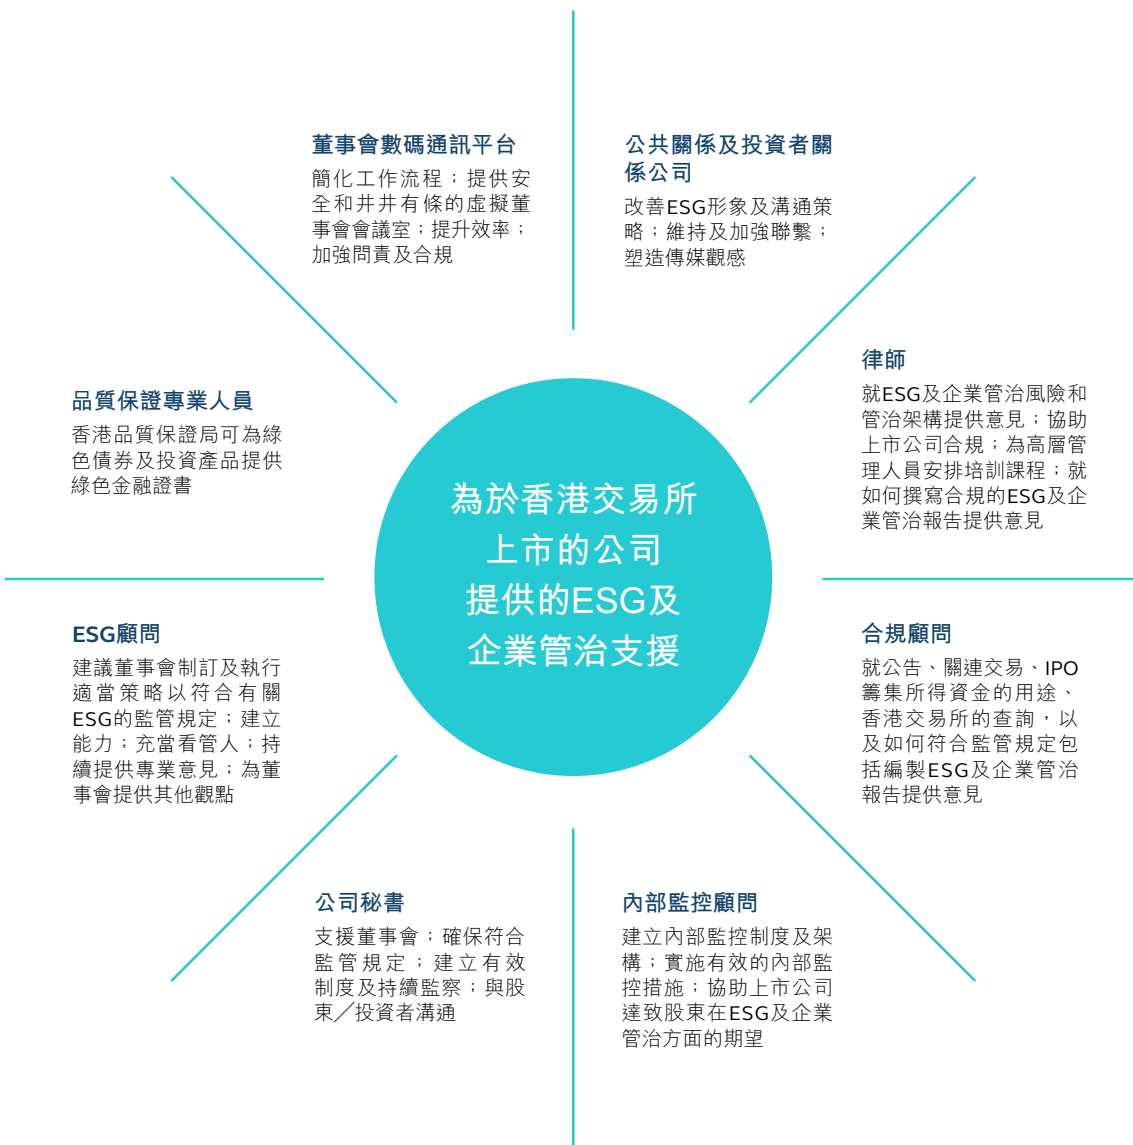 董事會數碼通訊平台
簡化工作流程；提供安
全和井井有條的虛擬董
事會會議室；提升效率；
加強問責及合規
公共關係及投資者關
係公司
改善ESG形象及溝通策
略；維持及加強聯繫；
塑造傳媒觀感
律師
就ESG及企業管治風險和
管治架構提供意見；協助
上市公司合規；為高層管
理人員安排培訓課程；就
如何撰寫合規的ESG及企
業管治報告提供意見
品質保證專業人員
香港品質保證局可為綠
色債券及投資產品提供
綠色金融證書
為於香港交易所
上市的公司
提供的ESG及
企業管治支援
ESG顧問
建議董事會制訂及執行
適當策略以符合有關
ESG的監管規定；建立
能力；充當看管人；持
續提供專業意見；為董
事會提供其他觀點
合規顧問
就公告、關連交易、IPO
籌集所得資金的用途、
香港交易所的查詢，以
及如何符合監管規定包
括編製ESG及企業管治
報告提供意見
公司秘書
支援董事會；確保符合
監管規定；建立有效
制度及持續監察；與股
東╱投資者溝通
內部監控顧問
建立內部監控制度及架
構；實施有效的內部監
控措施；協助上市公司
達致股東在ESG及企業
管治方面的期望